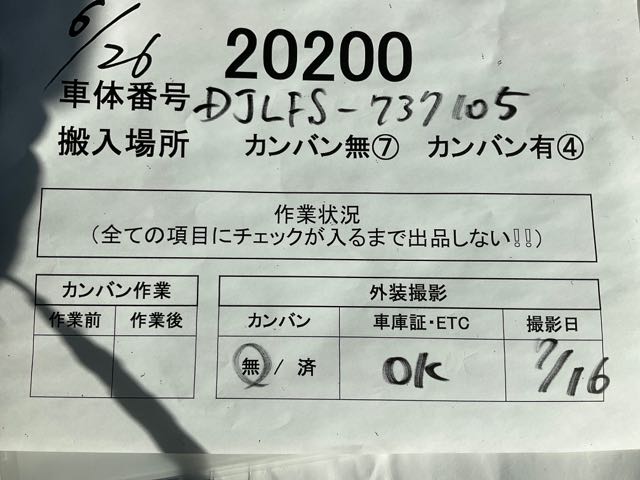 6/26
20200
車体番号 DJLFS-737105
搬入場所 カンバン無⑦ カンバン有④
作業状況
(全ての項目にチェックが入るまで出品しない!!)
カンバン作業 外装撮影
作業前 作業後 カンバン 車庫証・ETC 撮影日
無 / 済 OK 7/16